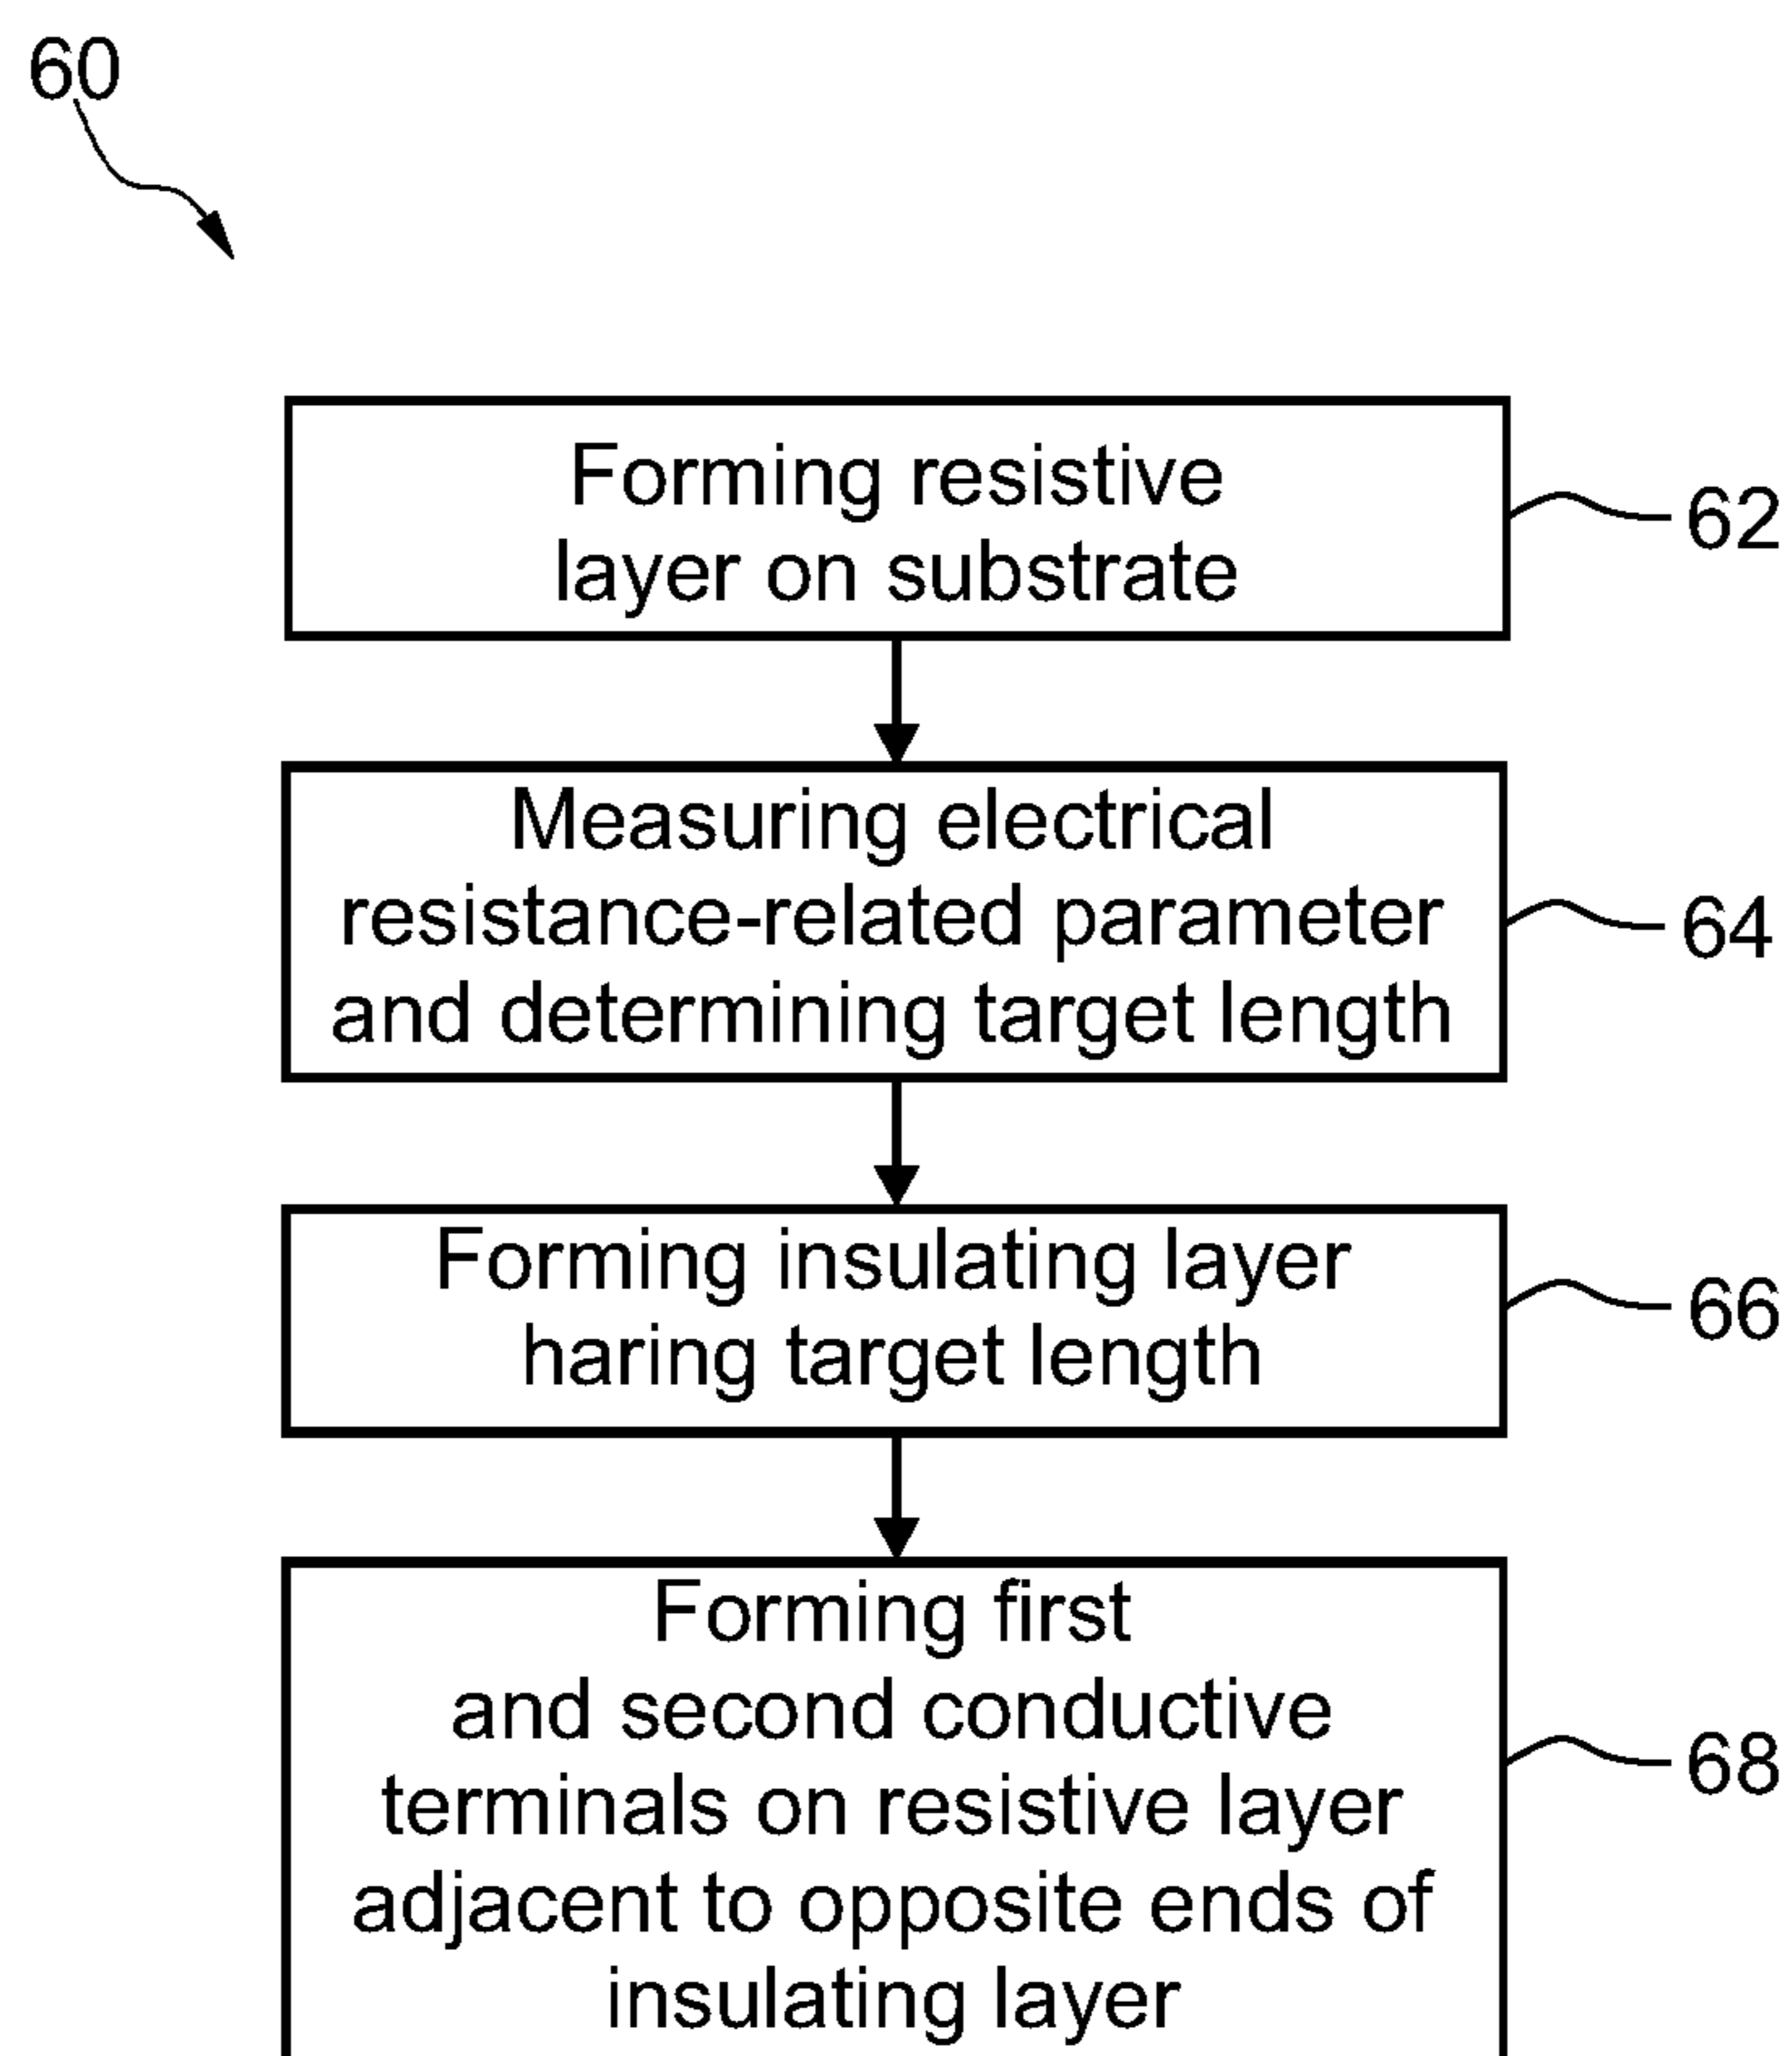 60
Forming resistive
layer on substrate
62
Measuring electrical
resistance-related parameter
and determining target length
64
Forming insulating layer
haring target length
66
Forming first
and second conductive
terminals on resistive layer
adjacent to opposite ends of
insulating layer
68